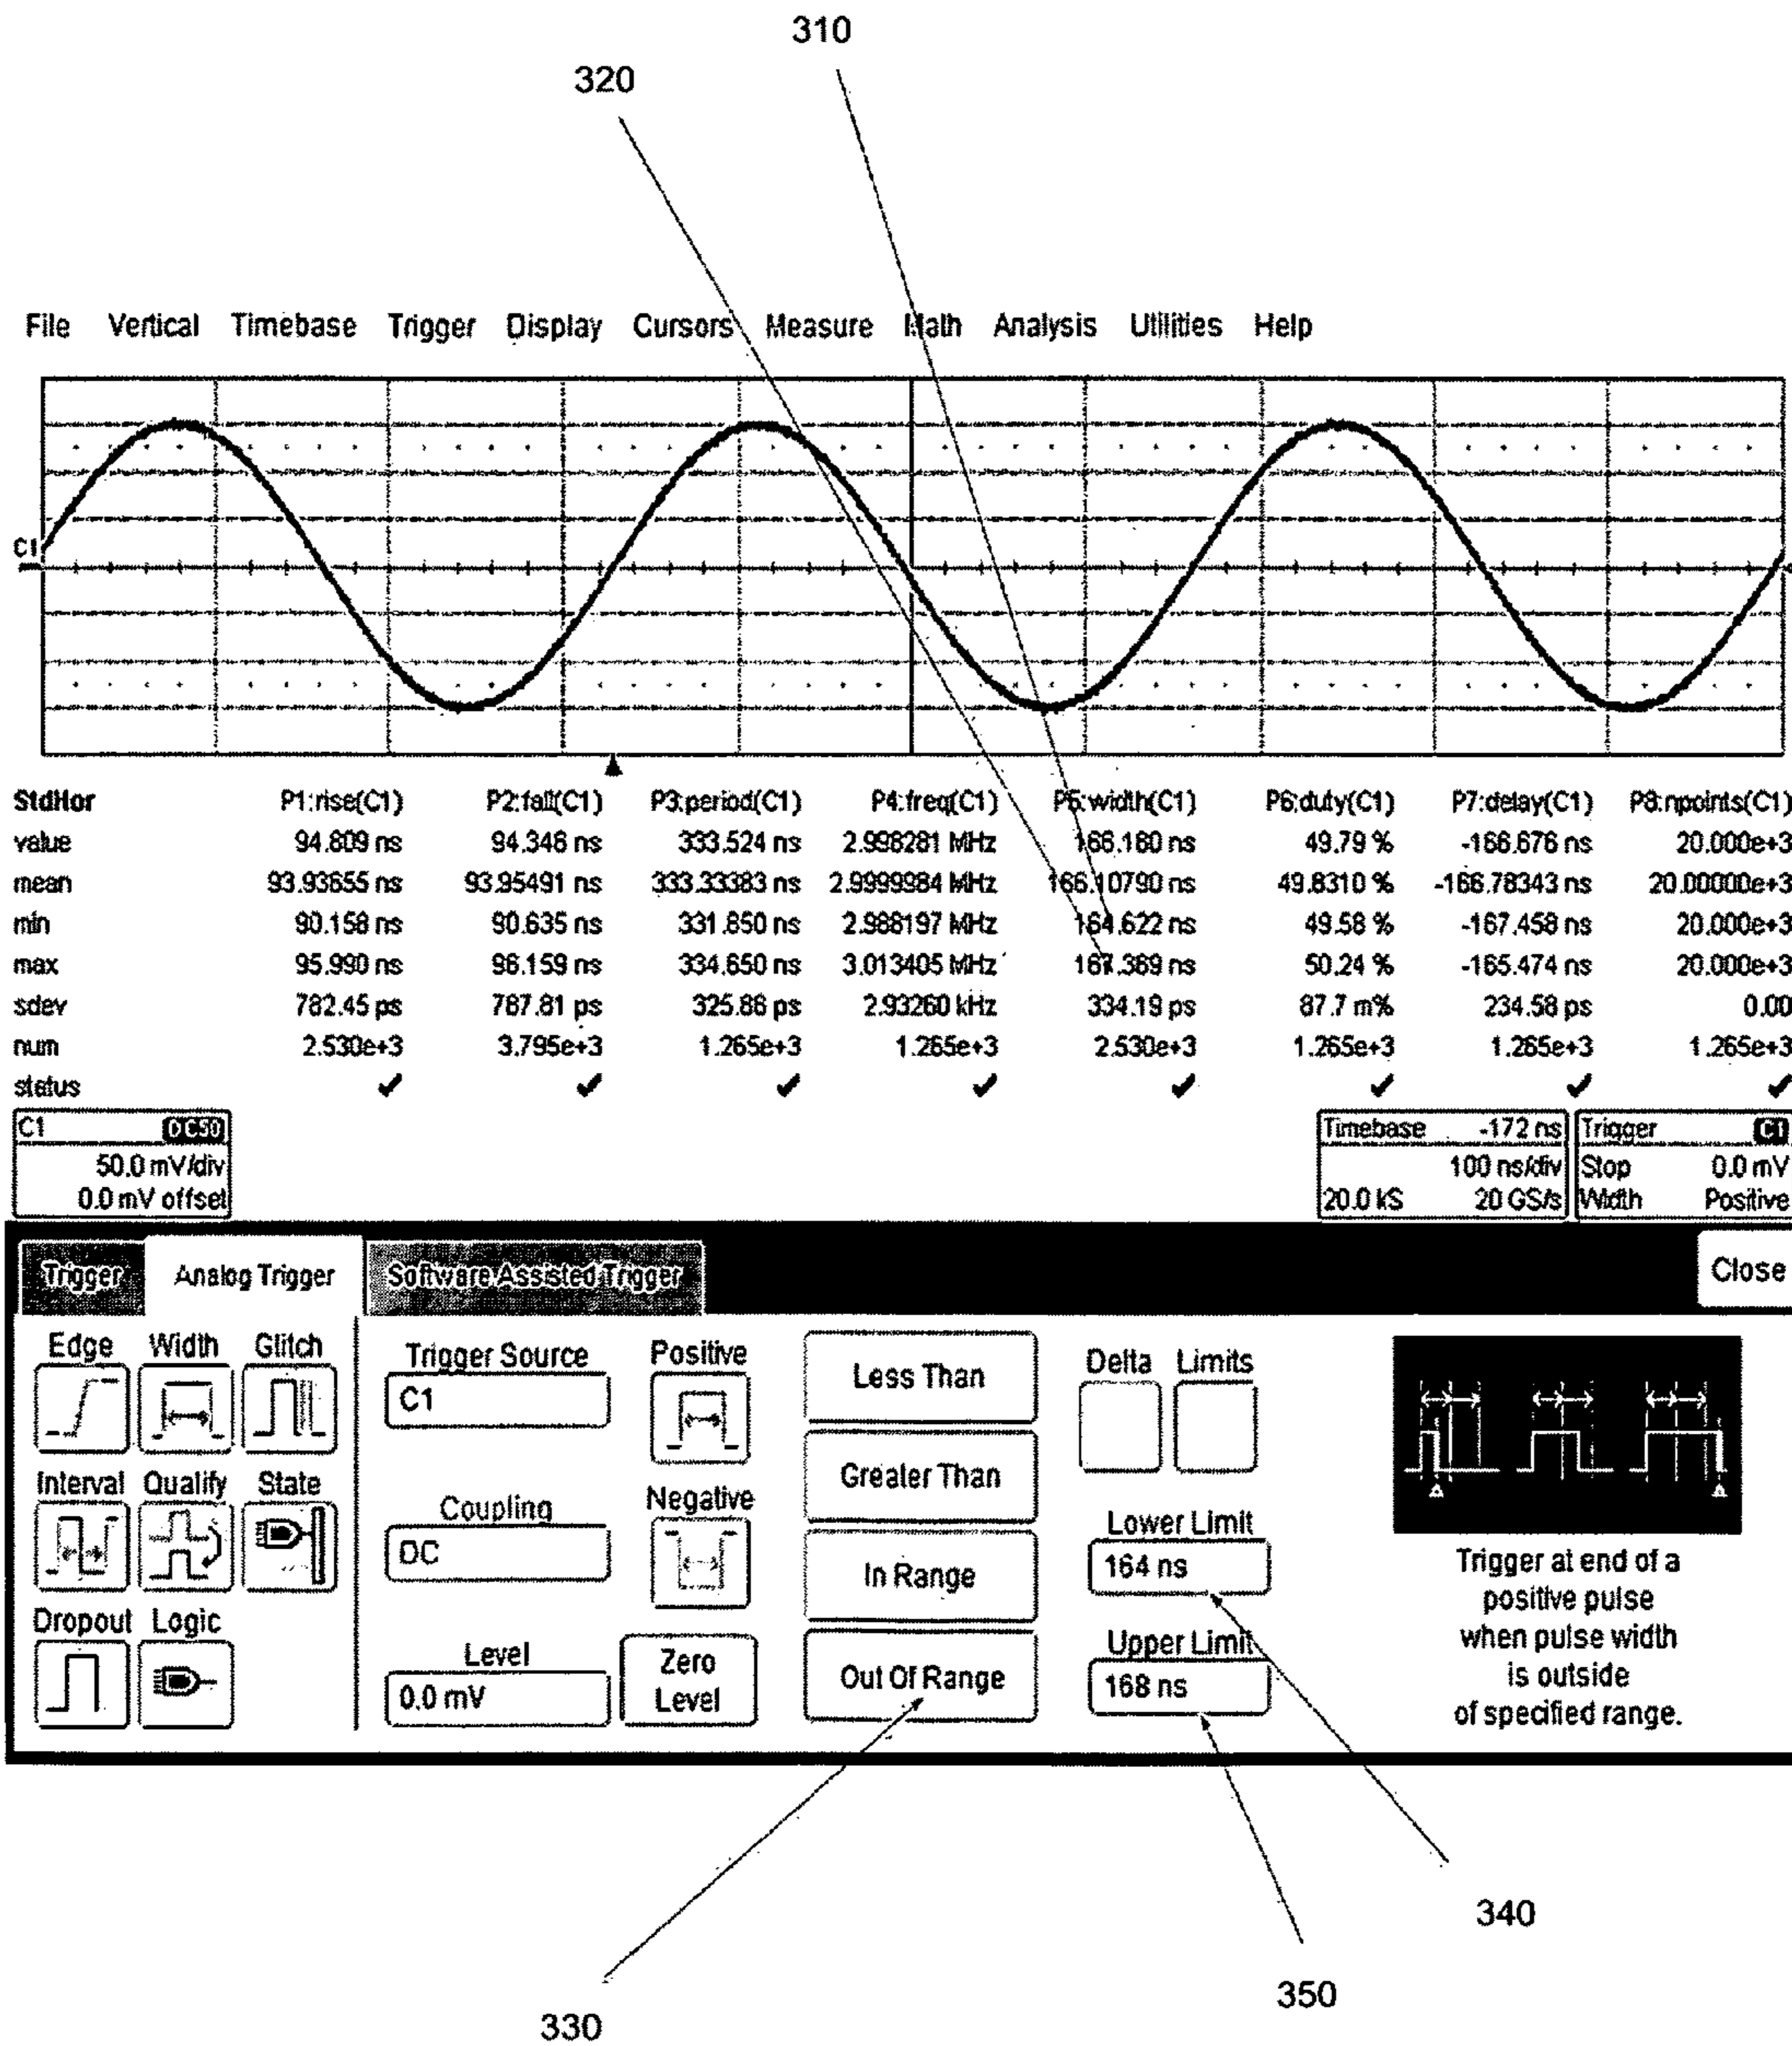 310
320
File Vertical Timebase Trigger Display Cursors Measure Math Analysis Utilities Help
C1
StdHor P1:rise(C1) P2:fall(C1) P3:period(C1) P4:freq(C1) P5:width(C1) P6:duty(C1) P7:delay(C1) P8:npoints(C1)
value 94.809 ns 94.346 ns 333.524 ns 2.998281 MHz 166.180 ns 49.79 % -166.676 ns 20.000e+3
mean 93.93655 ns 93.95491 ns 333.33383 ns 2.9999984 MHz 166.10790 ns 49.8310 % -166.78343 ns 20.00000e+3
min 90.158 ns 90.635 ns 331.850 ns 2.988197 MHz 164.622 ns 49.58 % -167.458 ns 20.000e+3
max 95.990 ns 96.159 ns 334.650 ns 3.013405 MHz 167.369 ns 50.24 % -165.474 ns 20.000e+3
sdev 782.45 ps 787.81 ps 325.86 ps 2.93260 kHz 334.19 ps 87.7 m% 234.58 ps 0.00
num 2.530e+3 3.795e+3 1.265e+3 1.265e+3 2.530e+3 1.265e+3 1.265e+3 1.265e+3
status ✓ ✓ ✓ ✓ ✓ ✓ ✓ ✓
C1 DC50
50.0 mV/div
0.0 mV offset
Timebase -172 ns
100 ns/div
20.0 kS 20 GS/s
Trigger C1
Stop 0.0 mV
Width Positive
Trigger Analog Trigger Software Assisted Trigger Close
Edge Width Glitch
Interval Qualify State
Dropout Logic
Trigger Source
C1
Coupling
DC
Level
0.0 mV
Positive
Negative
Zero
Level
Less Than
Greater Than
In Range
Out Of Range
Delta Limits
Lower Limit
164 ns
Upper Limit
168 ns
Trigger at end of a
positive pulse
when pulse width
is outside
of specified range.
340
350
330